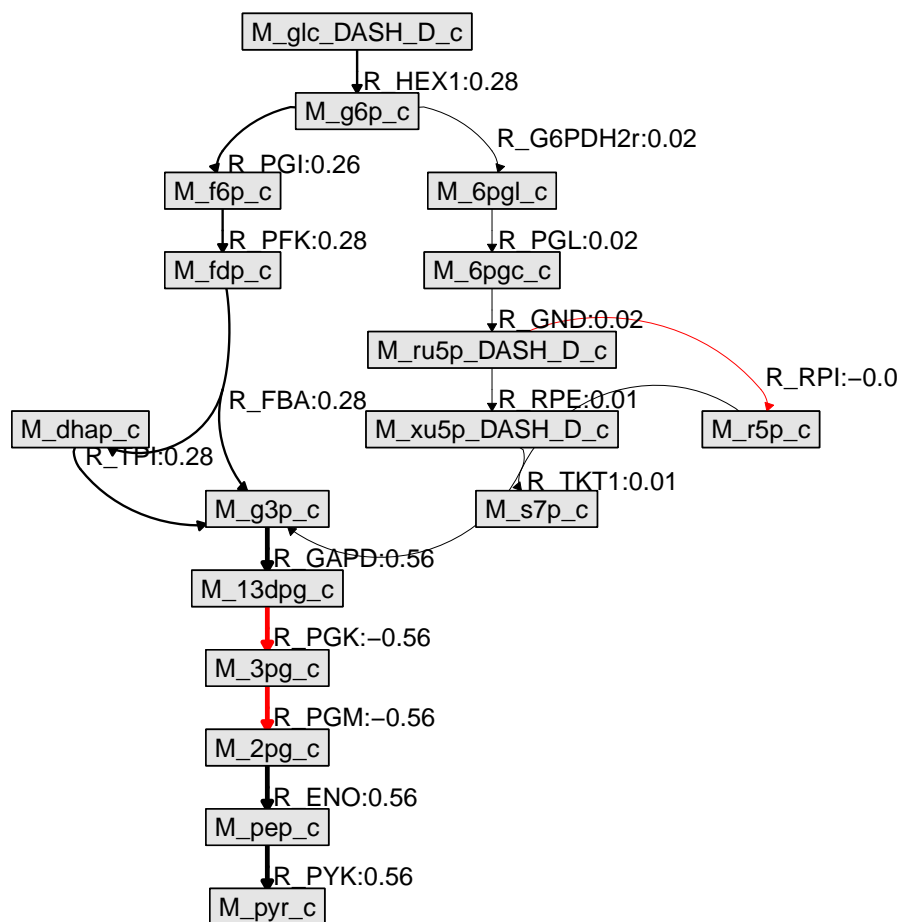 M_glc_DASH_D_c
R_HEX1:0.28
M_g6p_c
R_G6PDH2r:0.02
R_PGI:0.26
M_f6p_c
M_6pgl_c
R_PFK:0.28
R_PGL:0.02
M_fdp_c
M_6pgc_c
R_GND:0.02
M_ru5p_DASH_D_c
R_RPI:−0.0
R_FBA:0.28
R_RPE:0.01
M_dhap_c
M_xu5p_DASH_D_c
M_r5p_c
R_TPI:0.28
R_TKT1:0.01
M_g3p_c
M_s7p_c
R_GAPD:0.56
M_13dpg_c
R_PGK:−0.56
M_3pg_c
R_PGM:−0.56
M_2pg_c
R_ENO:0.56
M_pep_c
R_PYK:0.56
M_pyr_c